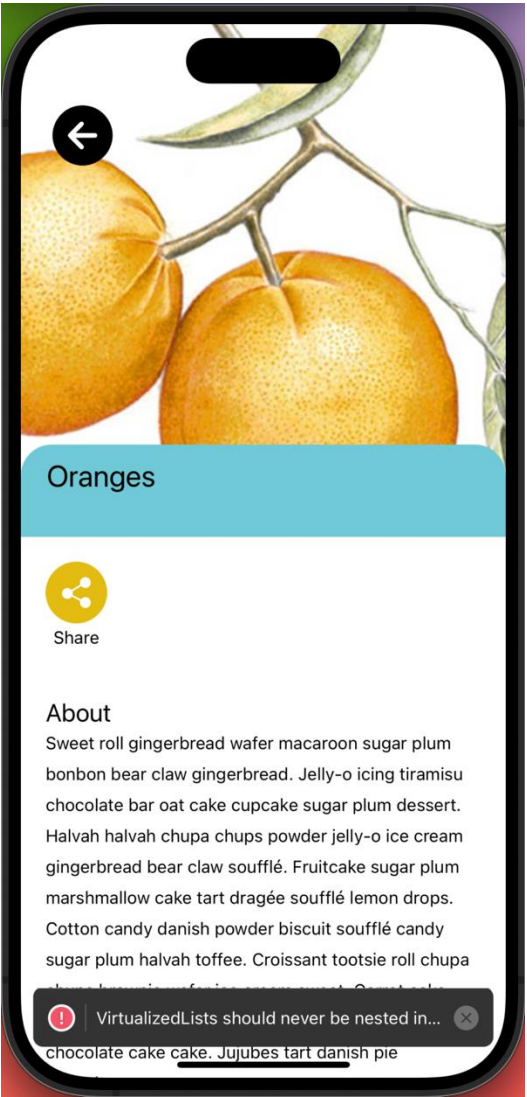 Oranges
Share
About
Sweet roll gingerbread wafer macaroon sugar plum
bonbon bear claw gingerbread. Jelly-o icing tiramisu
chocolate bar oat cake cupcake sugar plum dessert.
Halvah halvah chupa chups powder jelly-o ice cream
gingerbread bear claw soufflé. Fruitcake sugar plum
marshmallow cake tart dragée soufflé lemon drops.
Cotton candy danish powder biscuit soufflé candy
sugar plum halvah toffee. Croissant tootsie roll chupa
VirtualizedLists should never be nested in...
chocolate cake cake. Jujubes tart danish pie